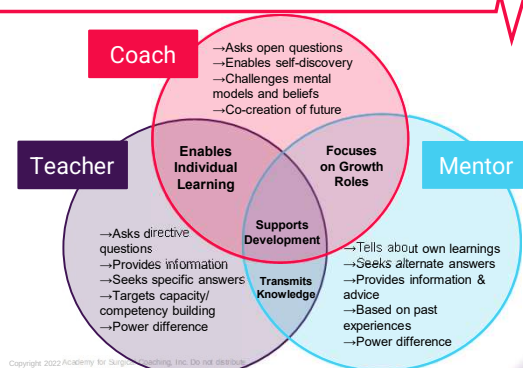 Coach
→Asks open questions
→Enables self-discovery
→Challenges mental
models and beliefs
→Co-creation of future
Teacher
Enables
Individual
Learning
Focuses
on Growth
Roles
Mentor
Supports
Development
Transmits
Knowledge
→Asks directive
questions
→Provides information
→Seeks specific answers
→Targets capacity/
competency building
→Power difference
→Tells about own learnings
→Seeks alternate answers
→Provides information &
advice
→Based on past
experiences
→Power difference
Copyright 2022 Academy for Surgical Coaching, Inc. Do not distribute